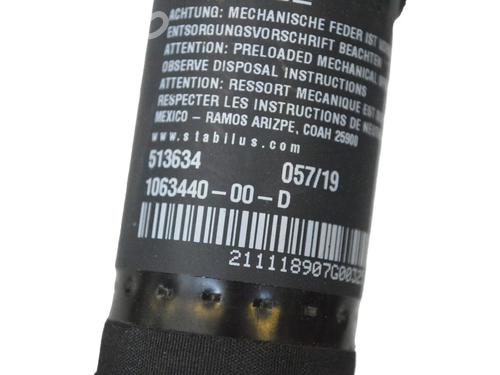 ACHTUNG: MECHANISCHE FEDER IST
ENTSORGUNGSVORSCHRIFT BEACHTEN
ATTENTION: PRELOADED MECHANICAL
OBSERVE DISPOSAL INSTRUCTIONS
ATTENTION: RESSORT MECANIQUE EST
RESPECTER LES INSTRUCTIONS DE
MEXICO - RAMOS ARIZPE, COAH 25900
www.stabilus.com
513634 057/19
1063440-00-D
211118907G003